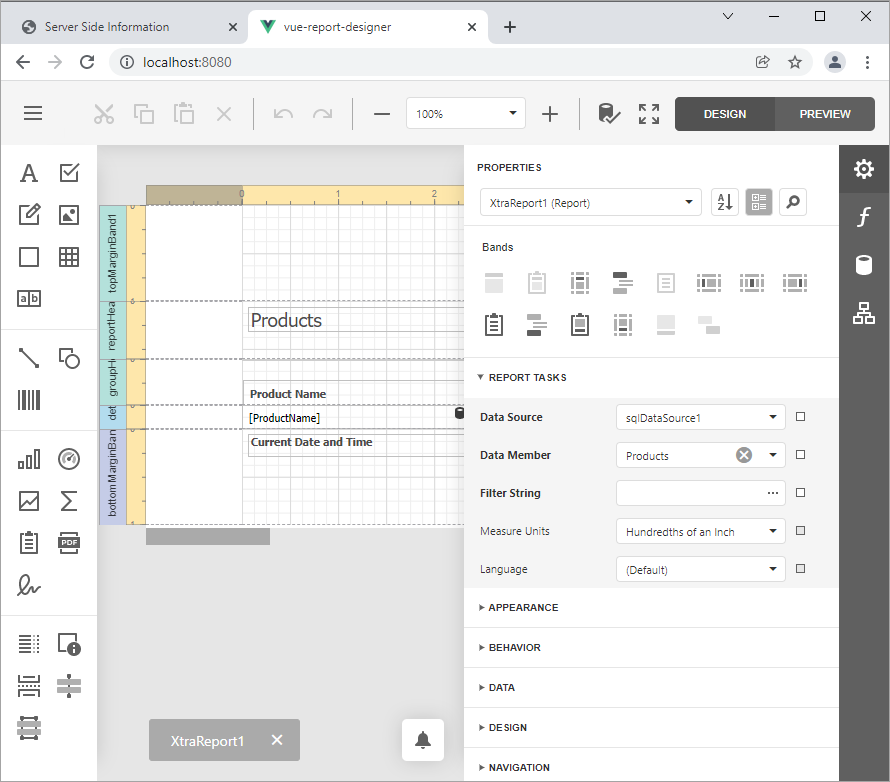 Server Side Information
vue-report-designer
localhost:8080
100%
DESIGN
PREVIEW
PROPERTIES
XtraReport1 (Report)
Bands
0 1 2
topMarginBand1
reportHea
groupH
det
bottomMarginBan
Products
Product Name
[ProductName]
Current Date and Time
REPORT TASKS
Data Source sqlDataSource1
Data Member Products
Filter String ...
Measure Units Hundredths of an Inch
Language (Default)
APPEARANCE
BEHAVIOR
DATA
DESIGN
NAVIGATION
A
ab
PDF
A
Z
f
XtraReport1